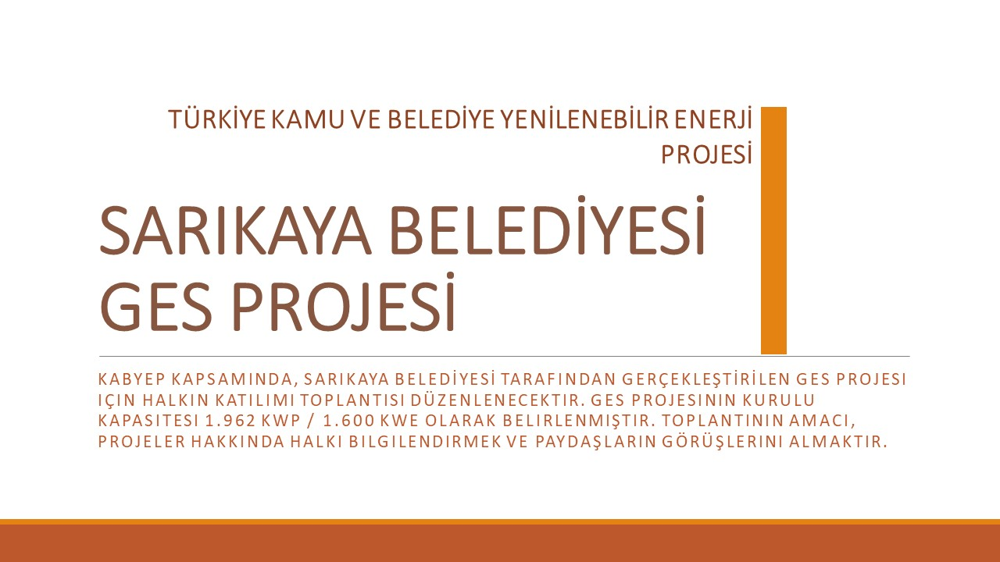 TÜRKİYE KAMU VE BELEDİYE YENİLENEBİLİR ENERJİ
PROJESİ
SARIKAYA BELEDİYESİ
GES PROJESİ
KABYEP KAPSAMINDA, SARIKAYA BELEDİYESİ TARAFINDAN GERÇEKLEŞTİRİLEN GES PROJESI
IÇIN HALKIN KATILIMI TOPLANTISI DÜZENLENECEKTIR. GES PROJESININ KURULU
KAPASITESI 1.962 KWP / 1.600 KWE OLARAK BELIRLENMIŞTIR. TOPLANTININ AMACI,
PROJELER HAKKINDA HALKI BILGILENDIRMEK VE PAYDAŞLARIN GÖRÜŞLERINI ALMAKTIR.